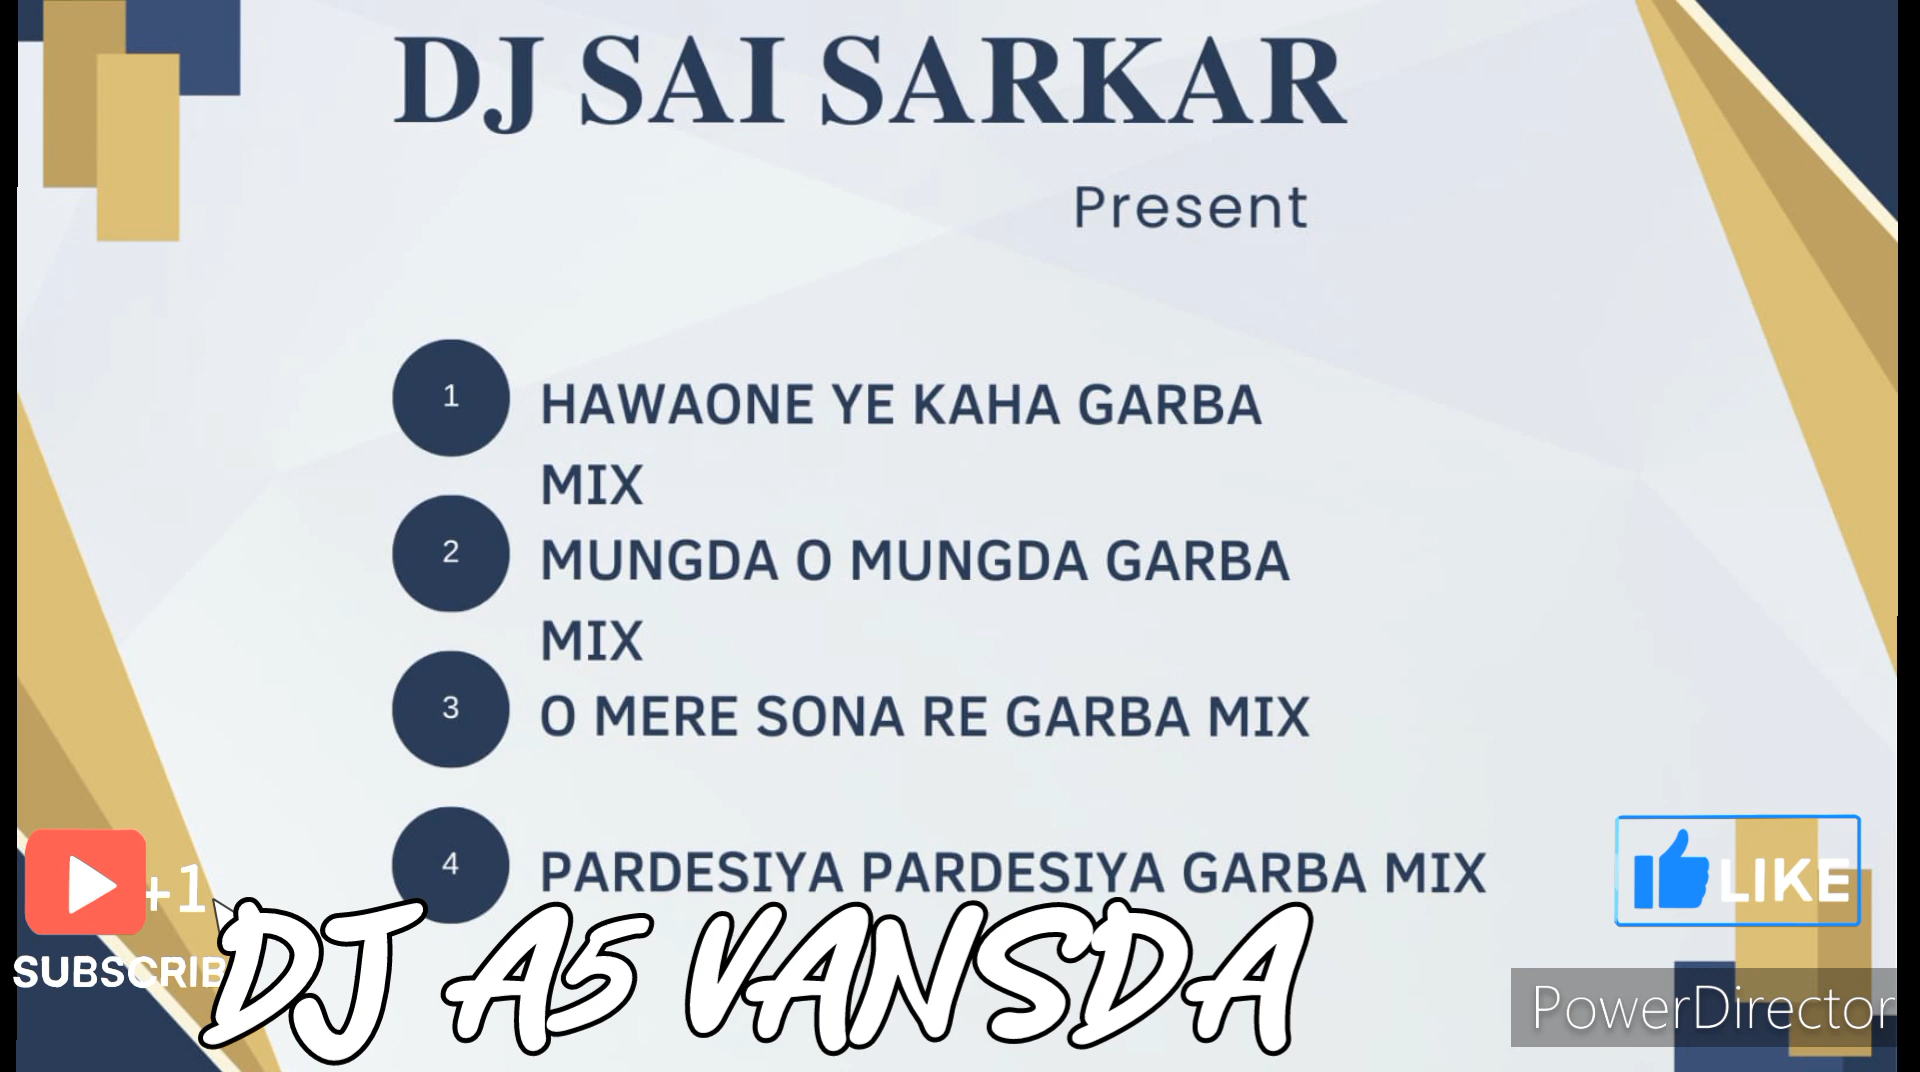 DJ SAI SARKAR
Present
1
HAWAONE YE KAHA GARBA
MIX
2
MUNGDA O MUNGDA GARBA
MIX
3
O MERE SONA RE GARBA MIX
4
PARDESIYA PARDESIYA GARBA MIX
+1
LIKE
SUBSCRIB
DJ A5 VANSDA
PowerDirector